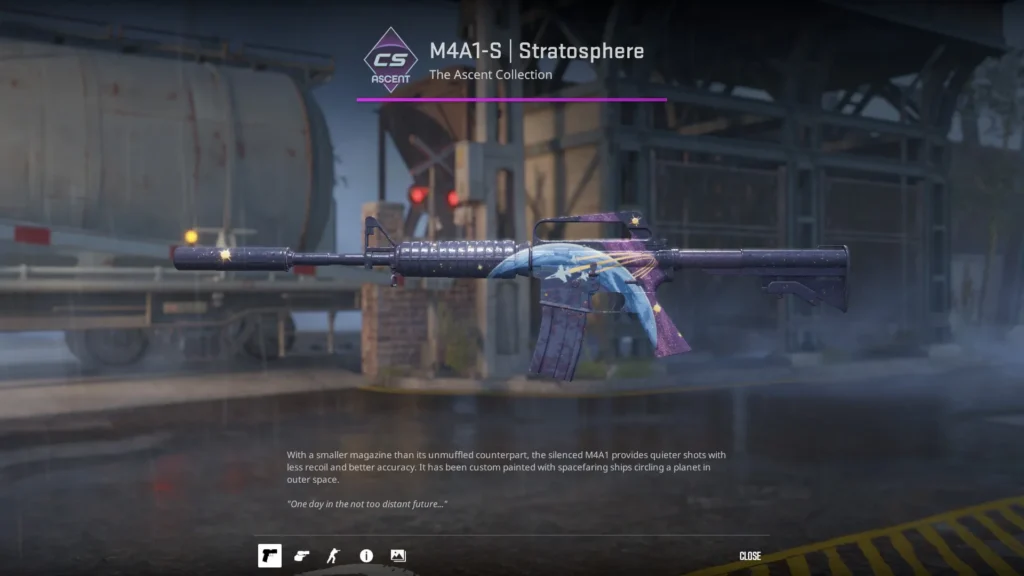 CS
ASCENT
M4A1-S | Stratosphere
The Ascent Collection
With a smaller magazine than its unmuffled counterpart, the silenced M4A1 provides quieter shots with
less recoil and better accuracy. It has been custom painted with spacefaring ships circling a planet in
outer space.
"One day in the not too distant future..."
CLOSE